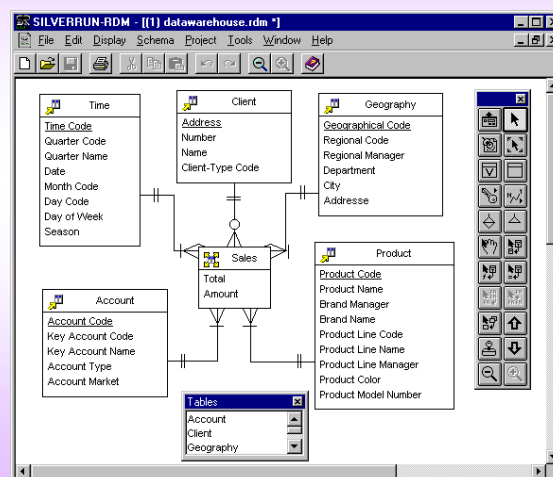 SILVERRUN-RDM - [(1) datawarehouse.rdm *]
File Edit Display Schema Project Tools Window Help
Time
Time Code
Quarter Code
Quarter Name
Date
Month Code
Day Code
Day of Week
Season
Client
Address
Number
Name
Client-Type Code
Geography
Geographical Code
Regional Code
Regional Manager
Department
City
Addresse
Sales
Total
Amount
Account
Account Code
Key Account Code
Key Account Name
Account Type
Account Market
Product
Product Code
Product Name
Brand Manager
Brand Name
Product Line Code
Product Line Name
Product Line Manager
Product Color
Product Model Number
Tables
Account
Client
Geography